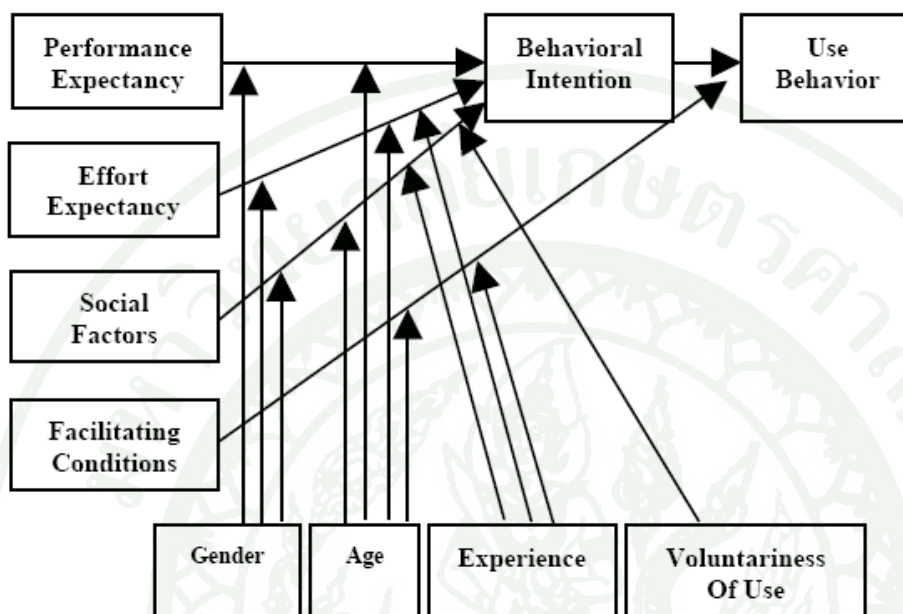 Performance
Expectancy
Behavioral
Intention
Use
Behavior
Effort
Expectancy
Social
Factors
Facilitating
Conditions
Gender
Age
Experience
Voluntariness
Of Use